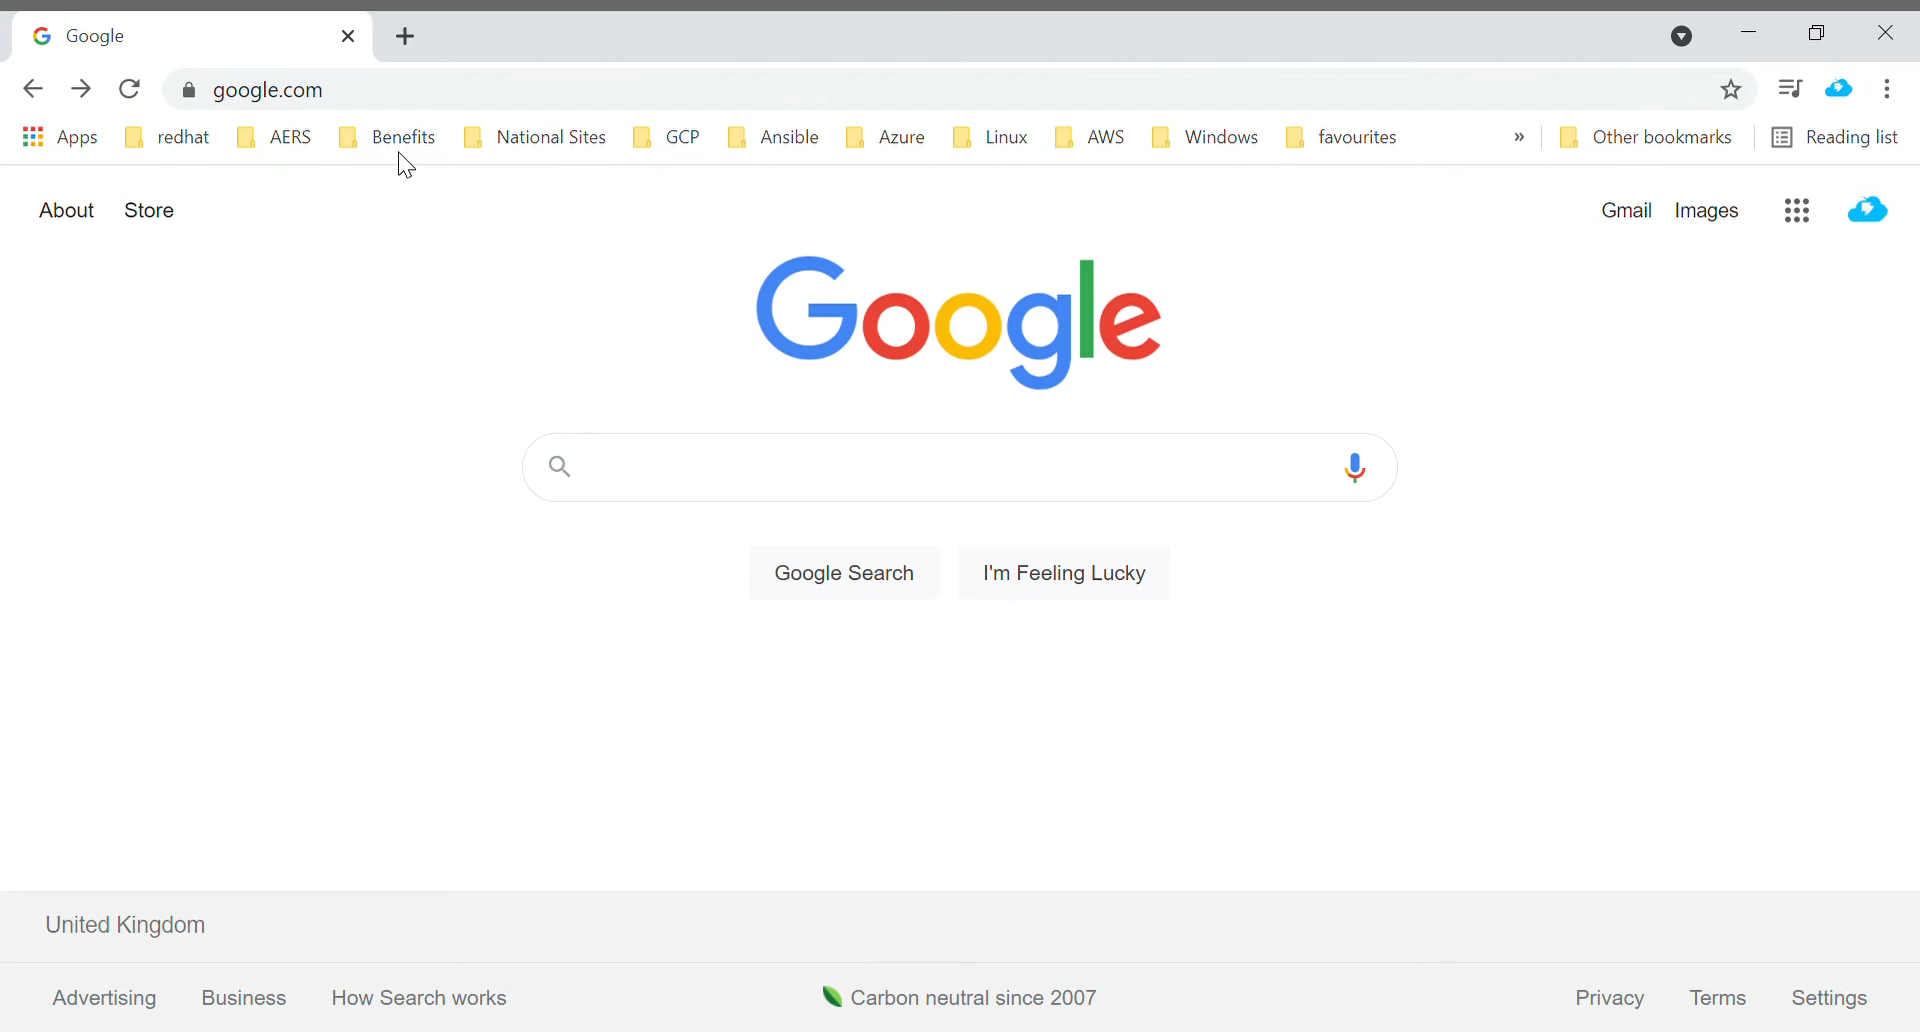 Google
google.com
Apps redhat AERS Benefits National Sites GCP Ansible Azure Linux AWS Windows favourites » Other bookmarks Reading list
About Store Gmail Images
Google
Google Search I'm Feeling Lucky
United Kingdom
Advertising Business How Search works Carbon neutral since 2007 Privacy Terms Settings